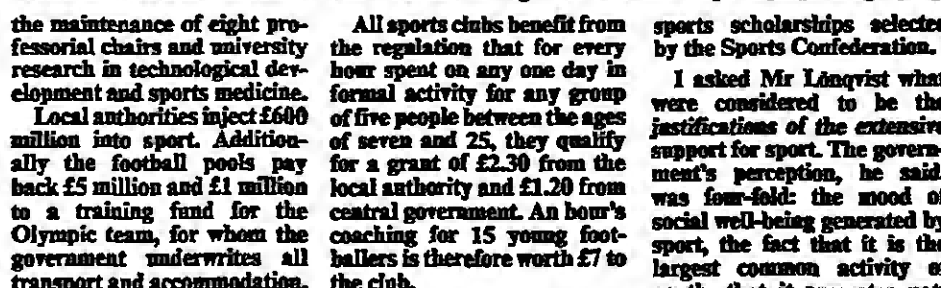 the maintenance of eight pro-
fessorial chairs and university
research in technological dev-
elopment and sports medicine.
Local authorities inject £600
million into sport. Addition-
ally the football pools pay
back £5 million and £1 million
to a training fund for the
Olympic team, for whom the
government underwrites all
transport and accommodation.
All sports clubs benefit from
the regulation that for every
hour spent on any one day in
formal activity for any group
of five people between the ages
of seven and 25, they qualify
for a grant of £2.30 from the
local authority and £1.20 from
central government. An hour's
coaching for 15 young foot-
ballers is therefore worth £7 to
the club.
sports scholarships selected
by the Sports Confederation.
I asked Mr Lönqvist what
were considered to be the
justifications of the extensive
support for sport. The govern-
ment's perception, he said,
was four-fold: the mood of
social well-being generated by
sport, the fact that it is the
largest common activity
that it